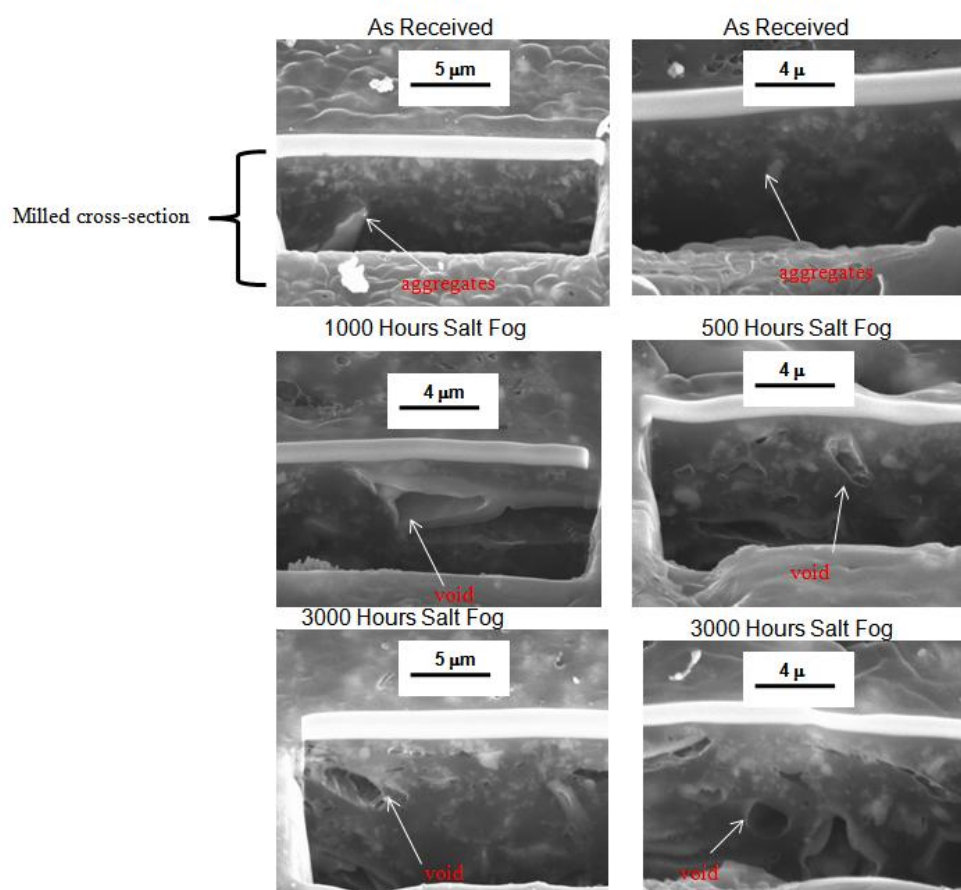 As Received
As Received
5 μm
4 μ
Milled cross-section
aggregates
aggregates
1000 Hours Salt Fog
500 Hours Salt Fog
4 μm
4 μ
void
void
3000 Hours Salt Fog
3000 Hours Salt Fog
5 μm
4 μ
void
void